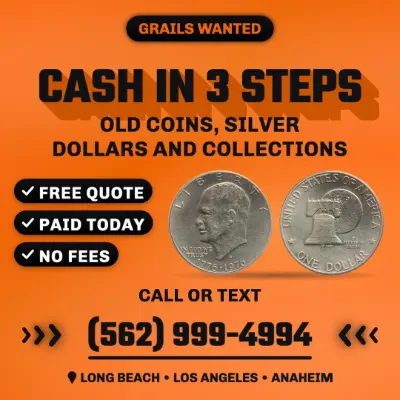 GRAILS WANTED
CASH IN 3 STEPS
OLD COINS, SILVER
DOLLARS AND COLLECTIONS
FREE QUOTE
PAID TODAY
NO FEES
LIBERTY
IN GOD WE
TRUST
1776-1976
UNITED STATES OF AMERICA
ONE DOLLAR
CALL OR TEXT
(562) 999-4994
LONG BEACH • LOS ANGELES • ANAHEIM